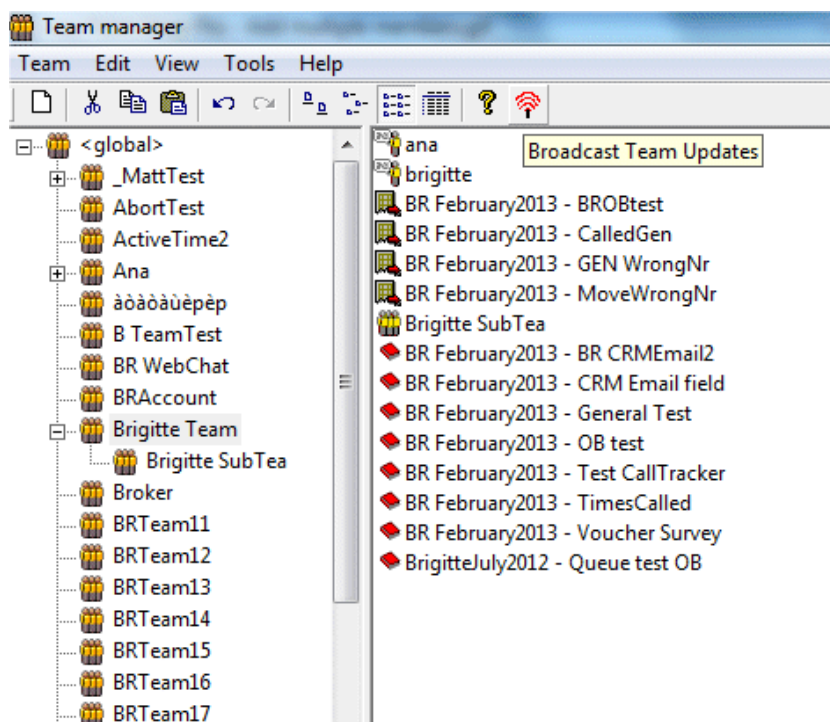 Team manager
Team Edit View Tools Help
Broadcast Team Updates
<global>
_MattTest
AbortTest
ActiveTime2
Ana
àòàòàùèpèp
B TeamTest
BR WebChat
BRAccount
Brigitte Team
Brigitte SubTea
Broker
BRTeam11
BRTeam12
BRTeam13
BRTeam14
BRTeam15
BRTeam16
BRTeam17
ana
brigitte
BR February2013 - BROBtest
BR February2013 - CalledGen
BR February2013 - GEN WrongNr
BR February2013 - MoveWrongNr
Brigitte SubTea
BR February2013 - BR CRMEmail2
BR February2013 - CRM Email field
BR February2013 - General Test
BR February2013 - OB test
BR February2013 - Test CallTracker
BR February2013 - TimesCalled
BR February2013 - Voucher Survey
BrigitteJuly2012 - Queue test OB